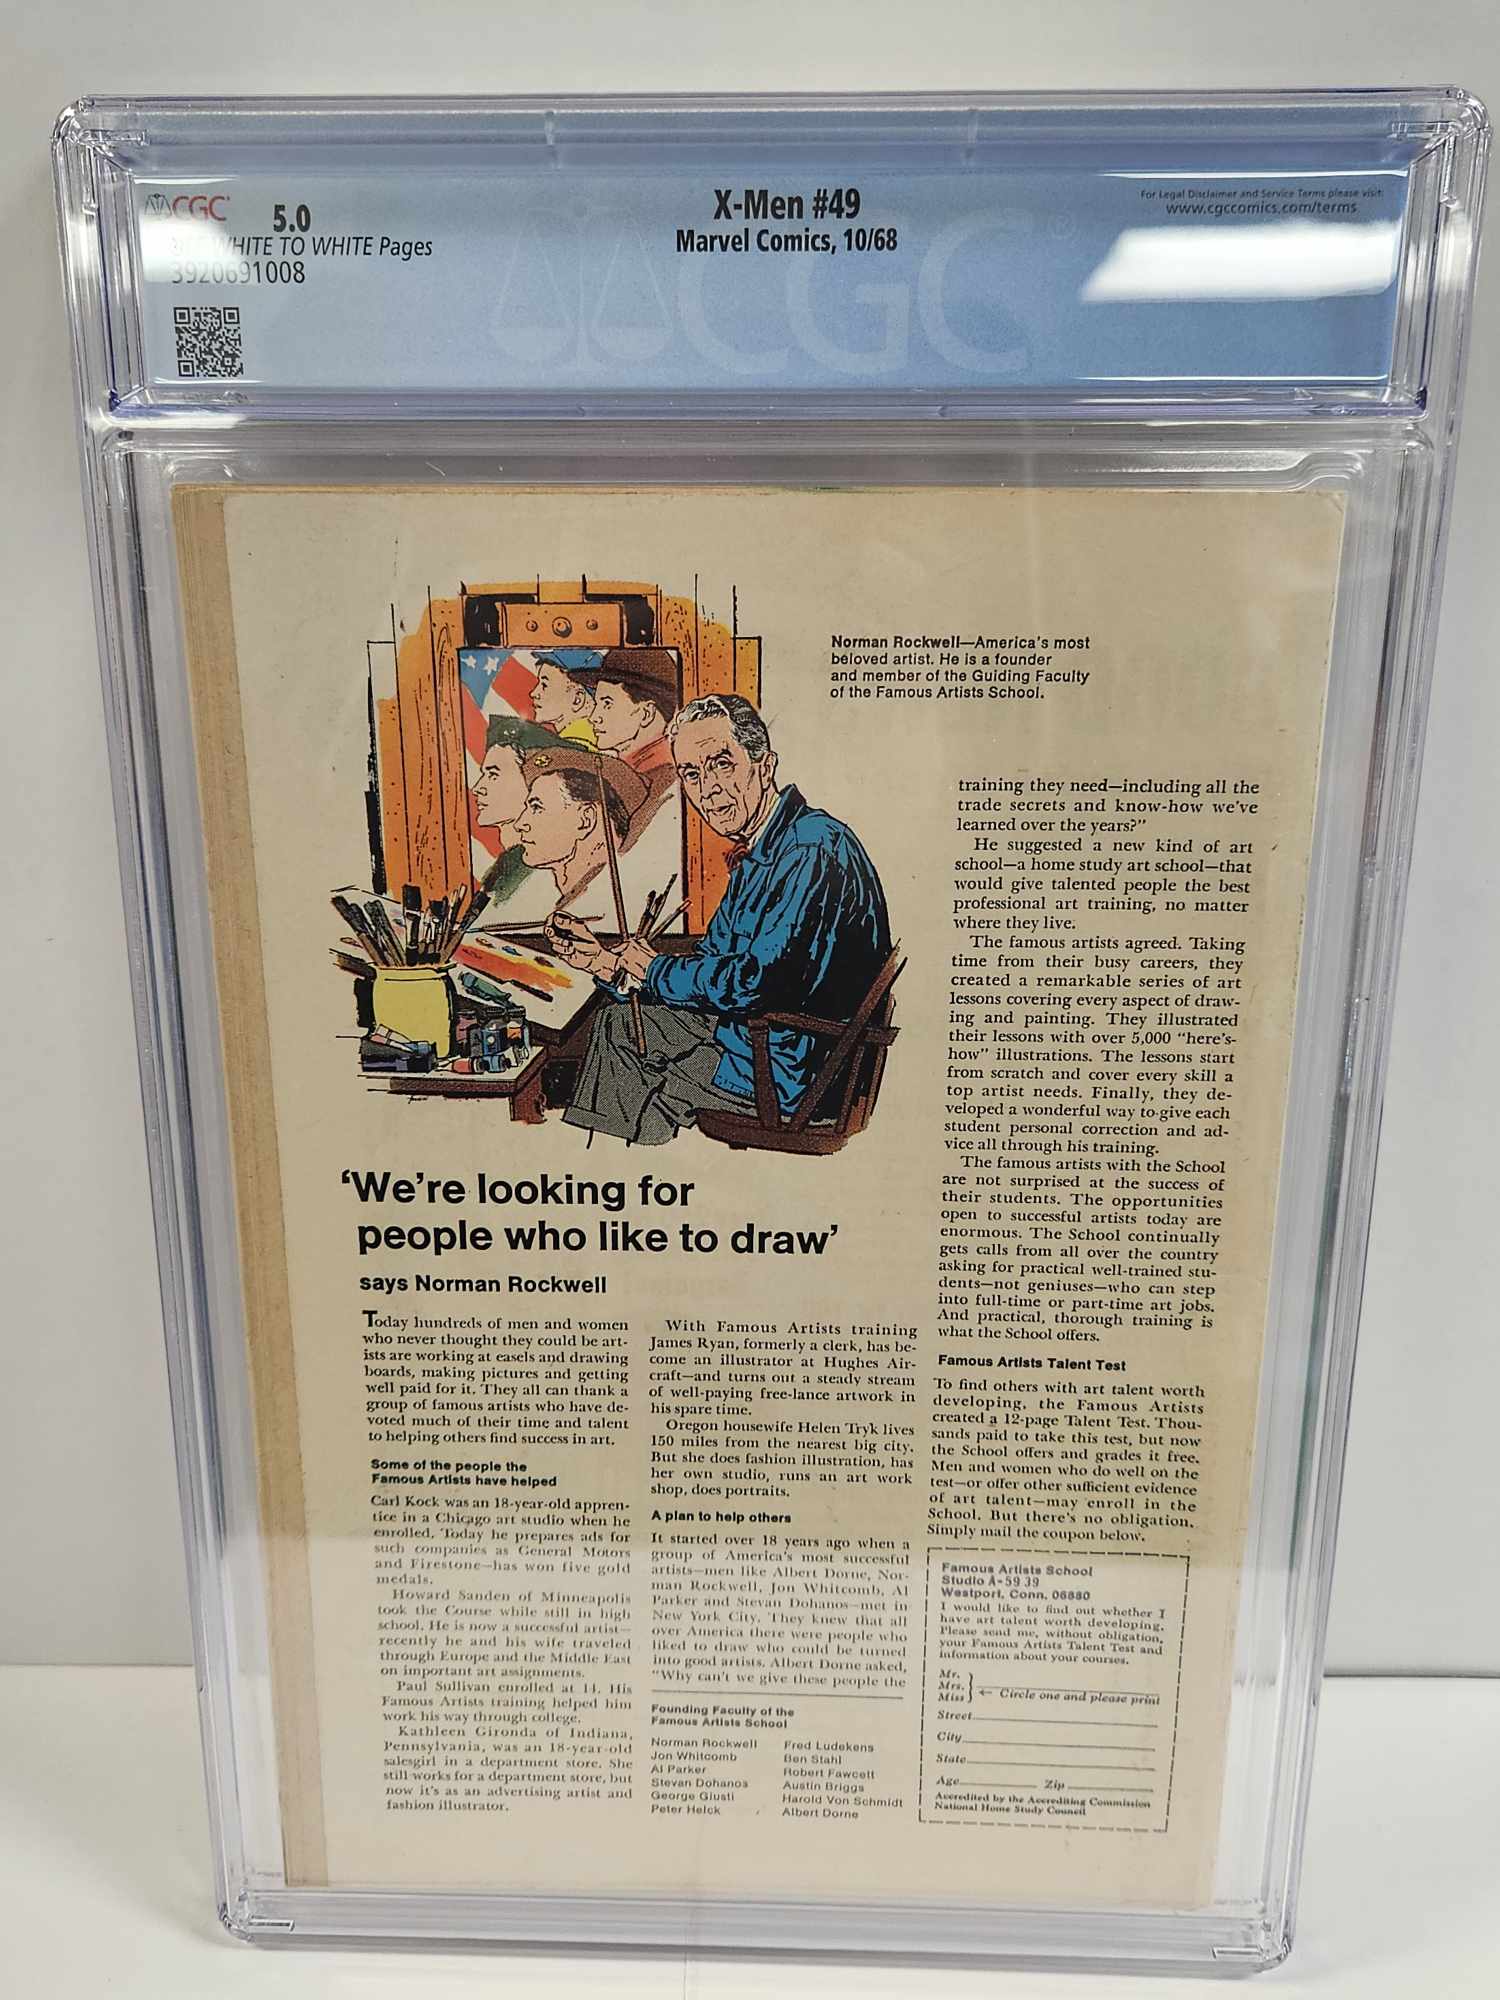 CGC
5.0
OFF-WHITE TO WHITE Pages
3920691008
X-Men #49
Marvel Comics, 10/68
For Legal Disclaimer and Service Terms please visit:
www.cgccomics.com/terms
CGC
Norman Rockwell—America's most
beloved artist. He is a founder
and member of the Guiding Faculty
of the Famous Artists School.
'We're looking for
people who like to draw'
says Norman Rockwell
Today hundreds of men and women
who never thought they could be art-
ists are working at easels and drawing
boards, making pictures and getting
well paid for it. They all can thank a
group of famous artists who have de-
voted much of their time and talent
to helping others find success in art.
Some of the people the
Famous Artists have helped
Carl Kock was an 18-year-old appren-
tice in a Chicago art studio when he
enrolled. Today he prepares ads for
such companies as General Motors
and Firestone—has won five gold
medals.
Howard Sanden of Minneapolis
took the Course while still in high
school. He is now a successful artist—
recently he and his wife traveled
through Europe and the Middle East
on important art assignments.
Paul Sullivan enrolled at 14. His
Famous Artists training helped him
work his way through college.
Kathleen Gironda of Indiana,
Pennsylvania, was an 18-year-old
salesgirl in a department store. She
still works for a department store, but
now it's as an advertising artist and
fashion illustrator.
With Famous Artists training
James Ryan, formerly a clerk, has be-
come an illustrator at Hughes Air-
craft—and turns out a steady stream
of well-paying free-lance artwork in
his spare time.
Oregon housewife Helen Tryk lives
150 miles from the nearest big city.
But she does fashion illustration, has
her own studio, runs an art work
shop, does portraits.
A plan to help others
It started over 18 years ago when a
group of America's most successful
artists—men like Albert Dorne, Nor-
man Rockwell, Jon Whitcomb, Al
Parker and Stevan Dohanos—met in
New York City. They knew that all
over America there were people who
liked to draw who could be turned
into good artists. Albert Dorne asked,
"Why can't we give these people the
Founding Faculty of the
Famous Artists School
Norman Rockwell
Jon Whitcomb
Al Parker
Stevan Dohanos
George Giusti
Peter Helck
Fred Ludekens
Ben Stahl
Robert Fawcett
Austin Briggs
Harold Von Schmidt
Albert Dorne
training they need—including all the
trade secrets and know-how we've
learned over the years?"
He suggested a new kind of art
school—a home study art school—that
would give talented people the best
professional art training, no matter
where they live.
The famous artists agreed. Taking
time from their busy careers, they
created a remarkable series of art
lessons covering every aspect of draw-
ing and painting. They illustrated
their lessons with over 5,000 "here's-
how" illustrations. The lessons start
from scratch and cover every skill a
top artist needs. Finally, they de-
veloped a wonderful way to give each
student personal correction and ad-
vice all through his training.
The famous artists with the School
are not surprised at the success of
their students. The opportunities
open to successful artists today are
enormous. The School continually
gets calls from all over the country
asking for practical well-trained stu-
dents—not geniuses—who can step
into full-time or part-time art jobs.
And practical, thorough training is
what the School offers.
Famous Artists Talent Test
To find others with art talent worth
developing, the Famous Artists
created a 12-page Talent Test. Thou-
sands paid to take this test, but now
the School offers and grades it free.
Men and women who do well on the
test—or offer other sufficient evidence
of art talent—may enroll in the
School. But there's no obligation.
Simply mail the coupon below.
Famous Artists School
Studio A-59 39
Westport, Conn. 06880
I would like to find out whether I
have art talent worth developing.
Please send me, without obligation,
your Famous Artists Talent Test and
information about your courses.
Mr.
Mrs.
Miss
Circle one and please print
Street
City
State
Age Zip
Accredited by the Accrediting Commission
National Home Study Council